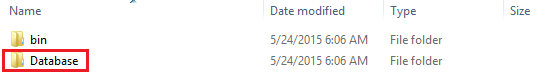 Name Date modified Type Size
bin 5/24/2015 6:06 AM File folder
Database 5/24/2015 6:06 AM File folder